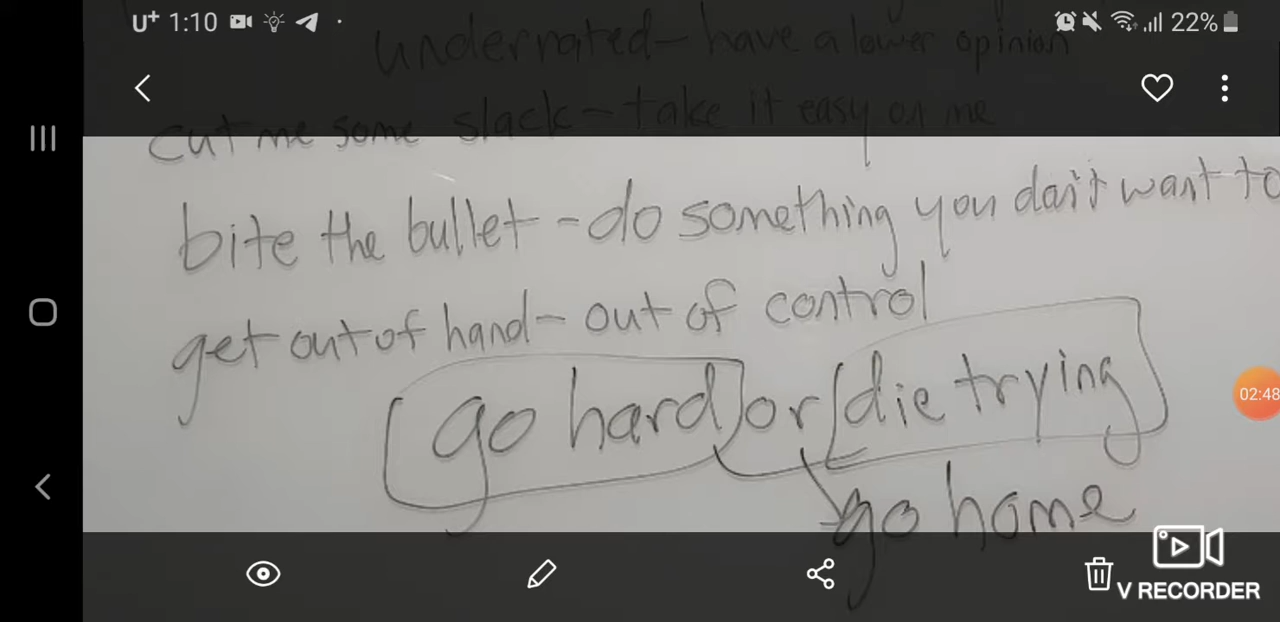 U+ 1:10 22%
underrated – have a lower opinion
cut me some slack – take it easy on me
bite the bullet – do something you don't want to
get out of hand – out of control
go hard or die trying
go home
02:48
V RECORDER